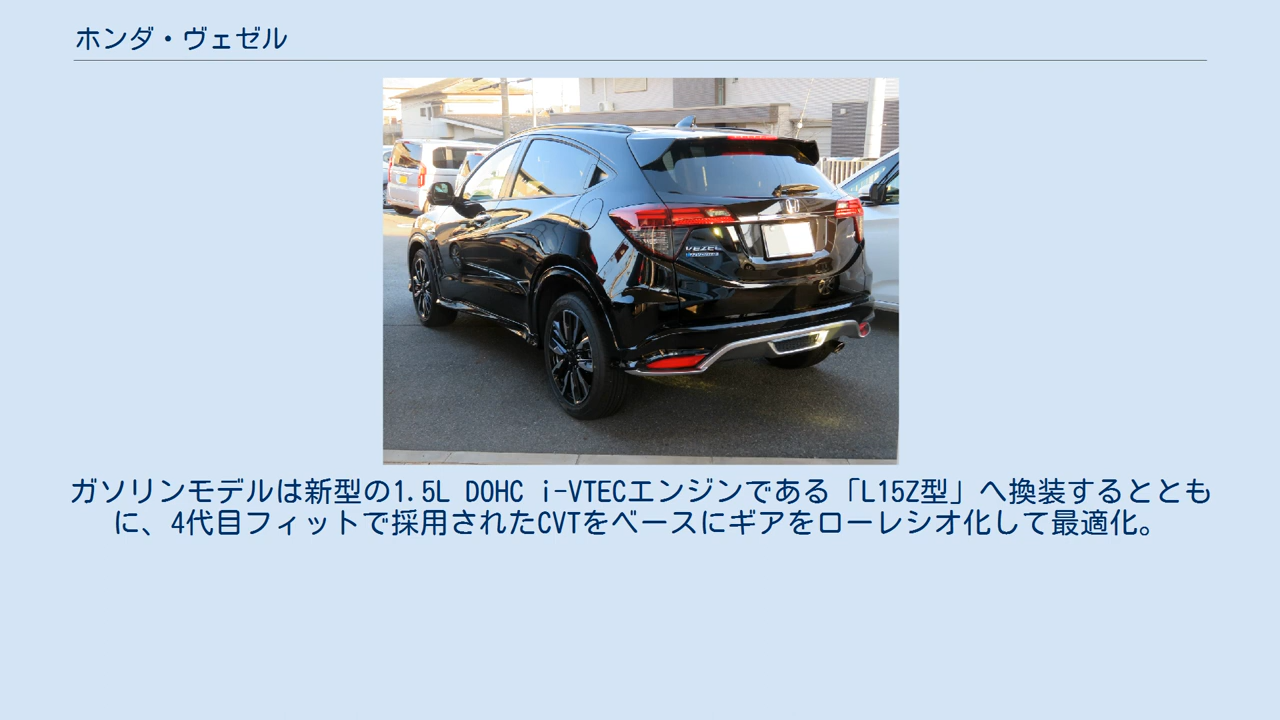 ホンダ・ヴェゼル
VEZEL
ガソリンモデルは新型の1.5L DOHC i-VTECエンジンである「L15Z型」へ換装するととも
に、4代目フィットで採用されたCVTをベースにギアをローレシオ化して最適化。